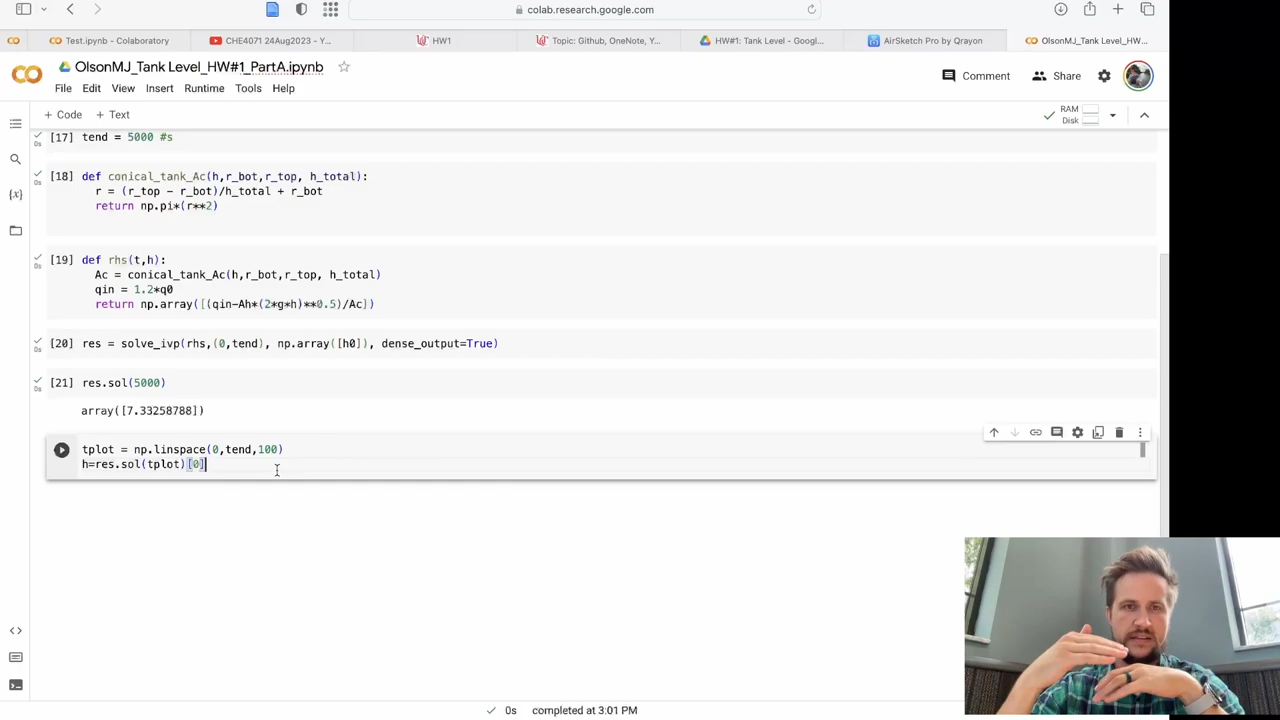 colab.research.google.com
Test.ipynb - Colaboratory
CHE4071 24Aug2023 - Y...
HW1
Topic: Github, OneNote, Y...
HW#1: Tank Level - Googl...
AirSketch Pro by Qrayon
OlsonMJ_Tank Level_HW...
OlsonMJ_Tank Level_HW#1_PartA.ipynb
Comment
Share
File Edit View Insert Runtime Tools Help
+ Code + Text
RAM
Disk
[17] tend = 5000 #s
0s
[18] def conical_tank_Ac(h,r_bot,r_top, h_total):
0s
r = (r_top - r_bot)/h_total + r_bot
return np.pi*(r**2)
[19] def rhs(t,h):
0s
Ac = conical_tank_Ac(h,r_bot,r_top, h_total)
qin = 1.2*q0
return np.array([(qin-Ah*(2*g*h)**0.5)/Ac])
[20] res = solve_ivp(rhs,(0,tend), np.array([h0]), dense_output=True)
0s
[21] res.sol(5000)
0s
array([7.33258788])
tplot = np.linspace(0,tend,100)
h=res.sol(tplot)[0]
0s completed at 3:01 PM